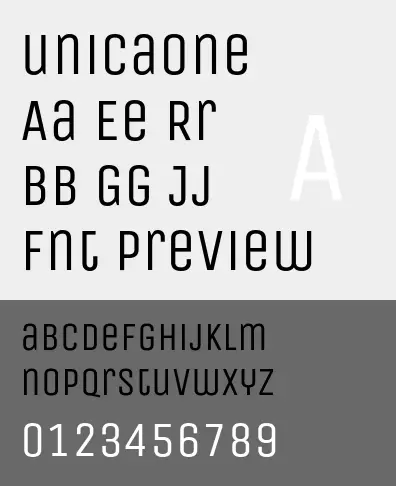 unicaone
Aa Ee Rr
A
BB GG JJ
Fnt Preview
aBCDeFGHIJKLm
nopqrstuvwxyz
0123456789